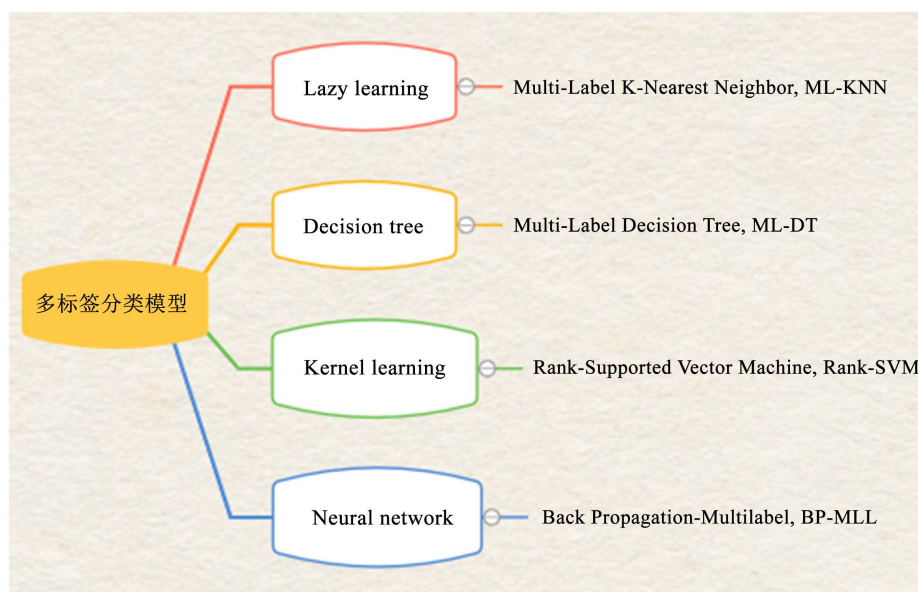 Lazy learning
Multi-Label K-Nearest Neighbor, ML-KNN
Decision tree
Multi-Label Decision Tree, ML-DT
多标签分类模型
Kernel learning
Rank-Supported Vector Machine, Rank-SVM
Neural network
Back Propagation-Multilabel, BP-MLL